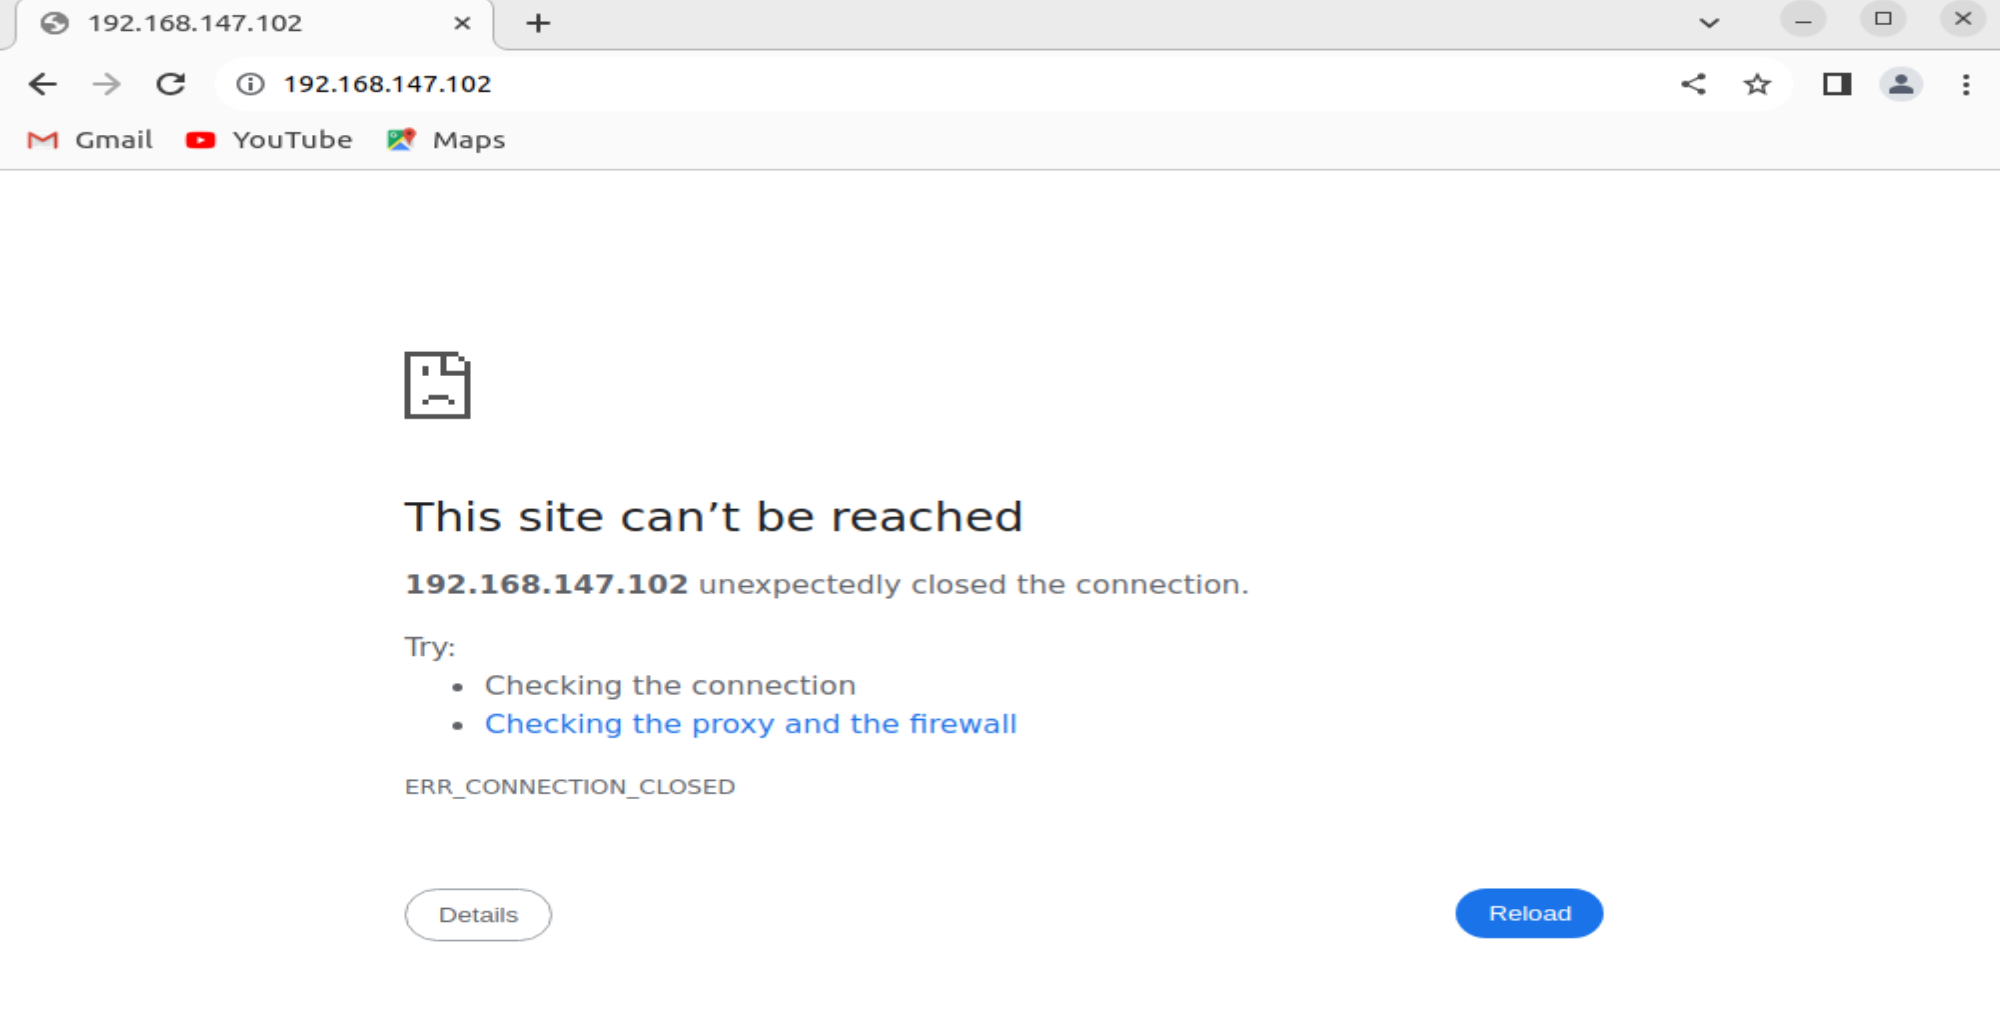 192.168.147.102
192.168.147.102
Gmail YouTube Maps
This site can’t be reached
192.168.147.102 unexpectedly closed the connection.
Try:
• Checking the connection
• Checking the proxy and the firewall
ERR_CONNECTION_CLOSED
Details Reload